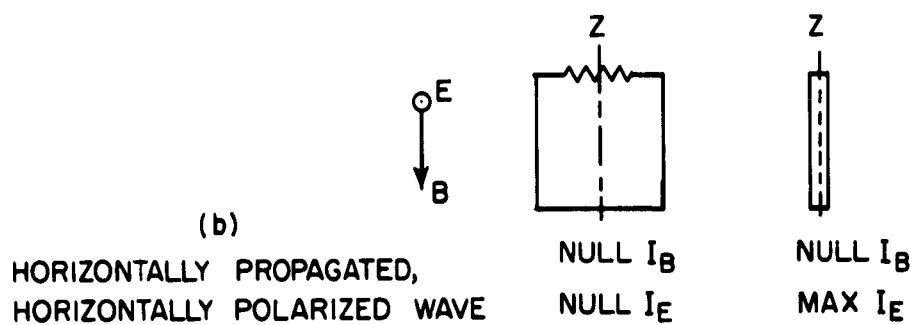 Z
Z
E
B
(b)
HORIZONTALLY PROPAGATED,
HORIZONTALLY POLARIZED WAVE
NULL I_B
NULL I_E
NULL I_B
MAX I_E